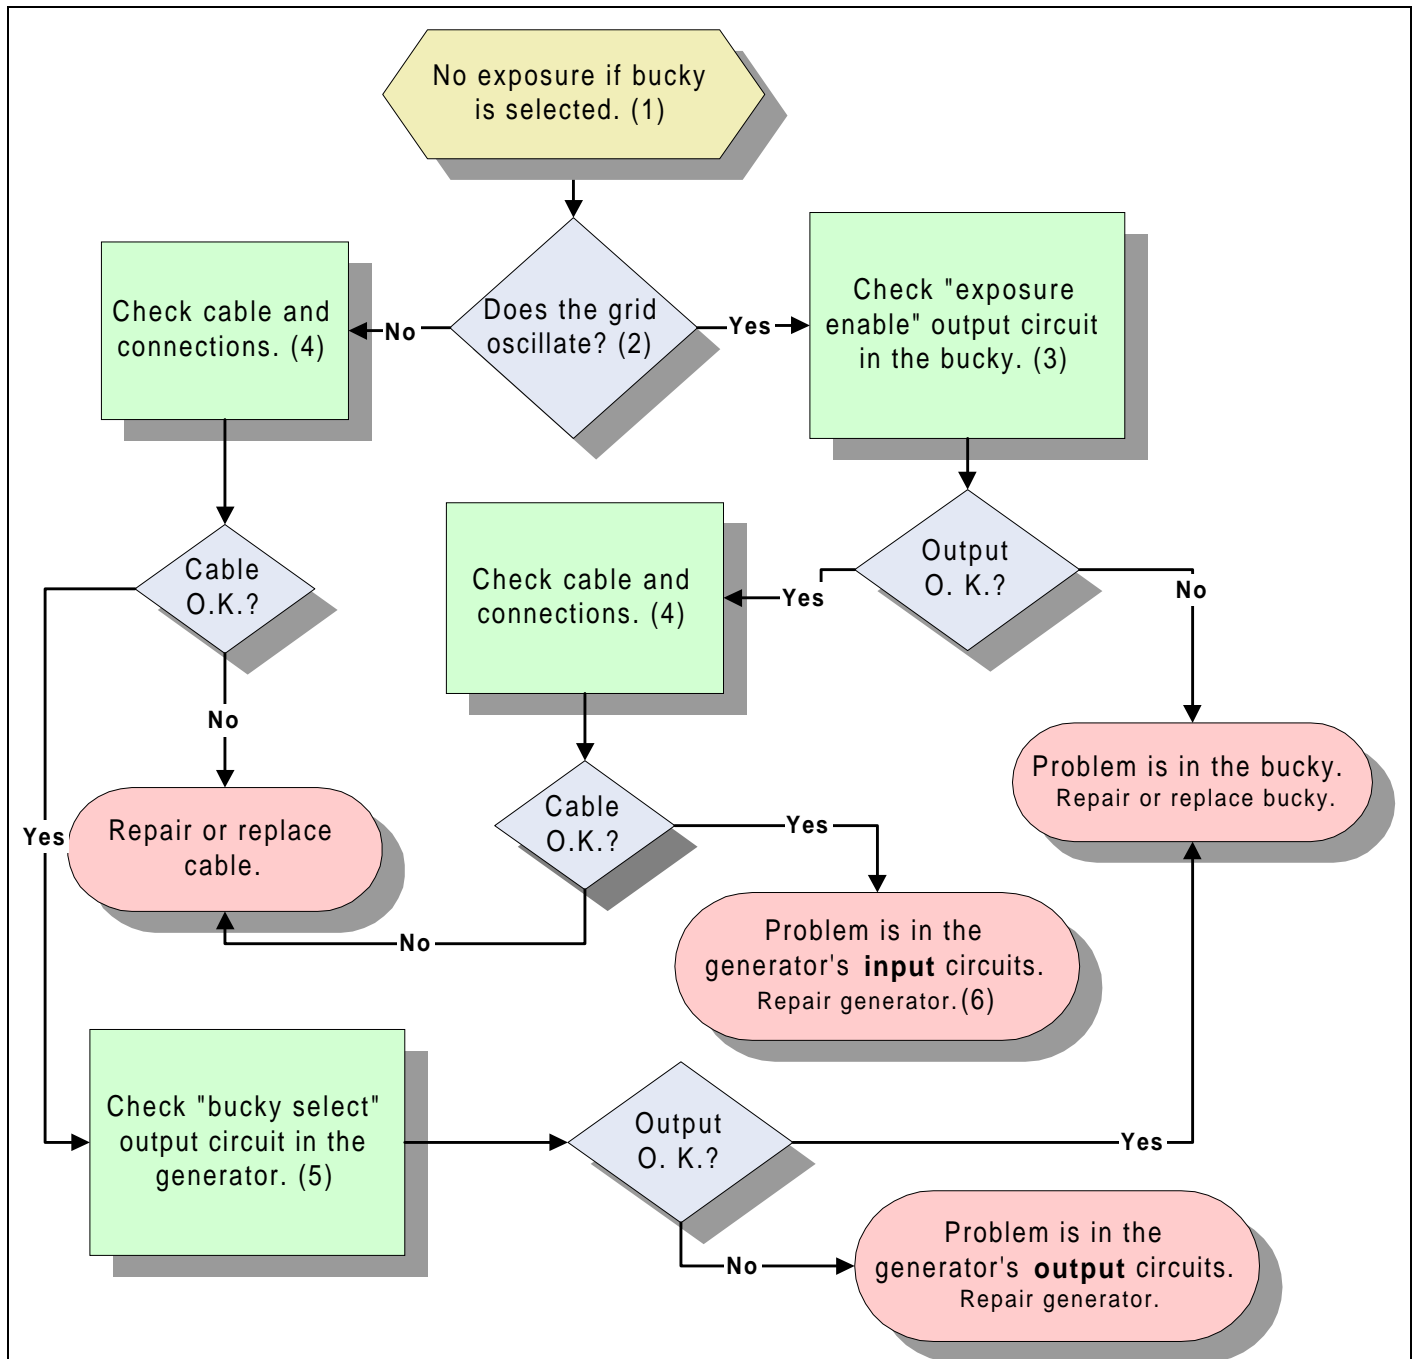 No exposure if bucky
is selected. (1)
Does the grid
oscillate? (2)
No
Yes
Check cable and
connections. (4)
Check "exposure
enable" output circuit
in the bucky. (3)
Cable
O.K.?
Check cable and
connections. (4)
Output
O. K.?
Yes
No
No
Yes
Repair or replace
cable.
Cable
O.K.?
Yes
No
Problem is in the bucky.
Repair or replace bucky.
Problem is in the
generator's input circuits.
Repair generator.(6)
Check "bucky select"
output circuit in the
generator. (5)
Output
O. K.?
Yes
No
Problem is in the
generator's output circuits.
Repair generator.